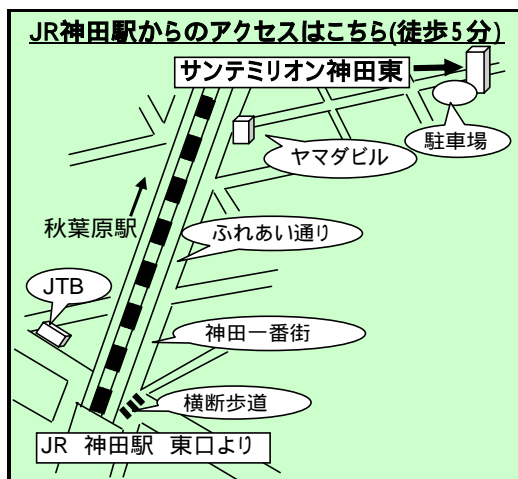 JR神田駅からのアクセスはこちら(徒歩5分)
サンテミリオン神田東
駐車場
ヤマダビル
秋葉原駅
ふれあい通り
JTB
神田一番街
横断歩道
JR 神田駅 東口より